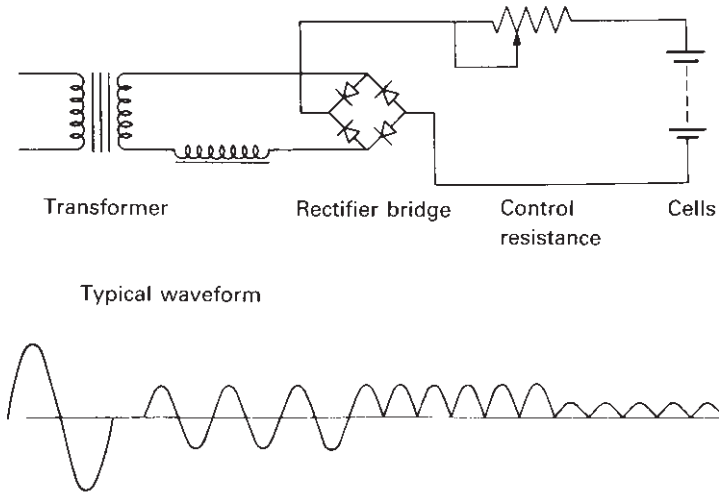 Transformer
Rectifier bridge
Control
resistance
Cells
Typical waveform